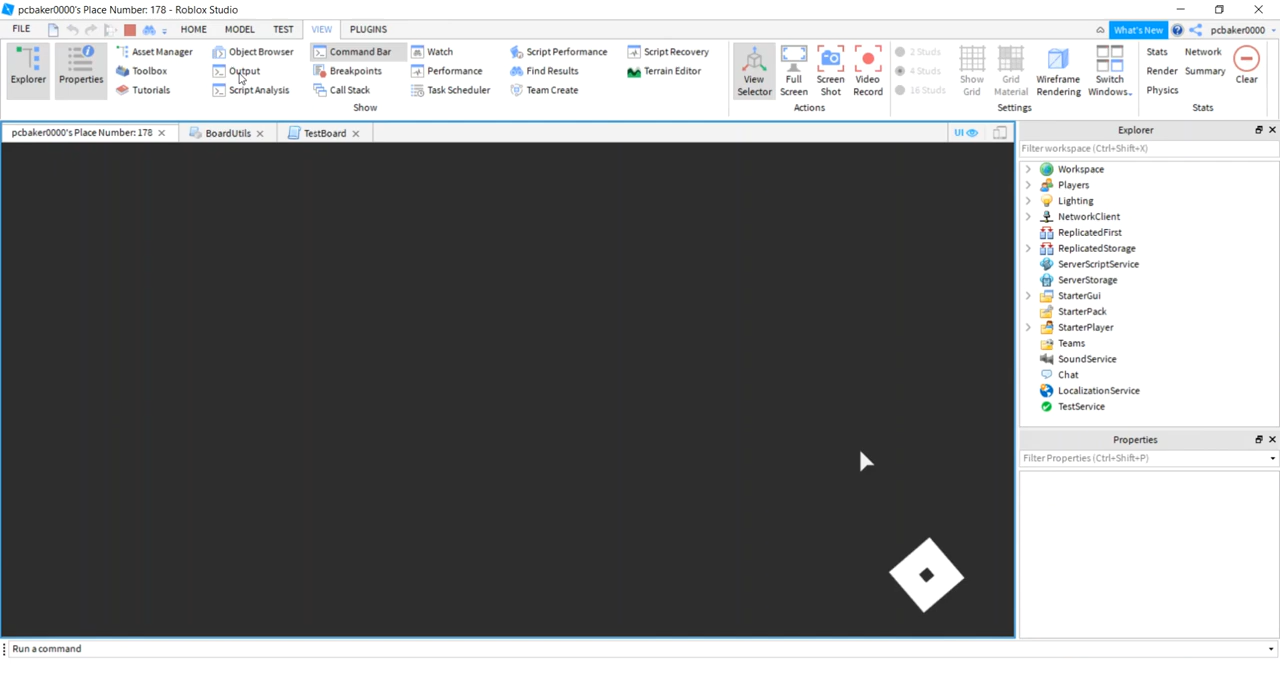 pcbaker0000's Place Number: 178 - Roblox Studio
FILE HOME MODEL TEST VIEW PLUGINS What's New pcbaker0000
Explorer
Properties
Asset Manager
Toolbox
Tutorials
Object Browser
Output
Script Analysis
Command Bar
Breakpoints
Call Stack
Watch
Performance
Task Scheduler
Script Performance
Find Results
Team Create
Script Recovery
Terrain Editor
Show
View
Selector
Full
Screen
Screen
Shot
Video
Record
Actions
2 Studs
4 Studs
16 Studs
Show
Grid
Grid
Material
Wireframe
Rendering
Switch
Windows
Settings
Stats
Network
Render
Summary
Physics
Clear
Stats
pcbaker0000's Place Number: 178
BoardUtils
TestBoard
UI
Explorer
Filter workspace (Ctrl+Shift+X)
Workspace
Players
Lighting
NetworkClient
ReplicatedFirst
ReplicatedStorage
ServerScriptService
ServerStorage
StarterGui
StarterPack
StarterPlayer
Teams
SoundService
Chat
LocalizationService
TestService
Properties
Filter Properties (Ctrl+Shift+P)
Run a command